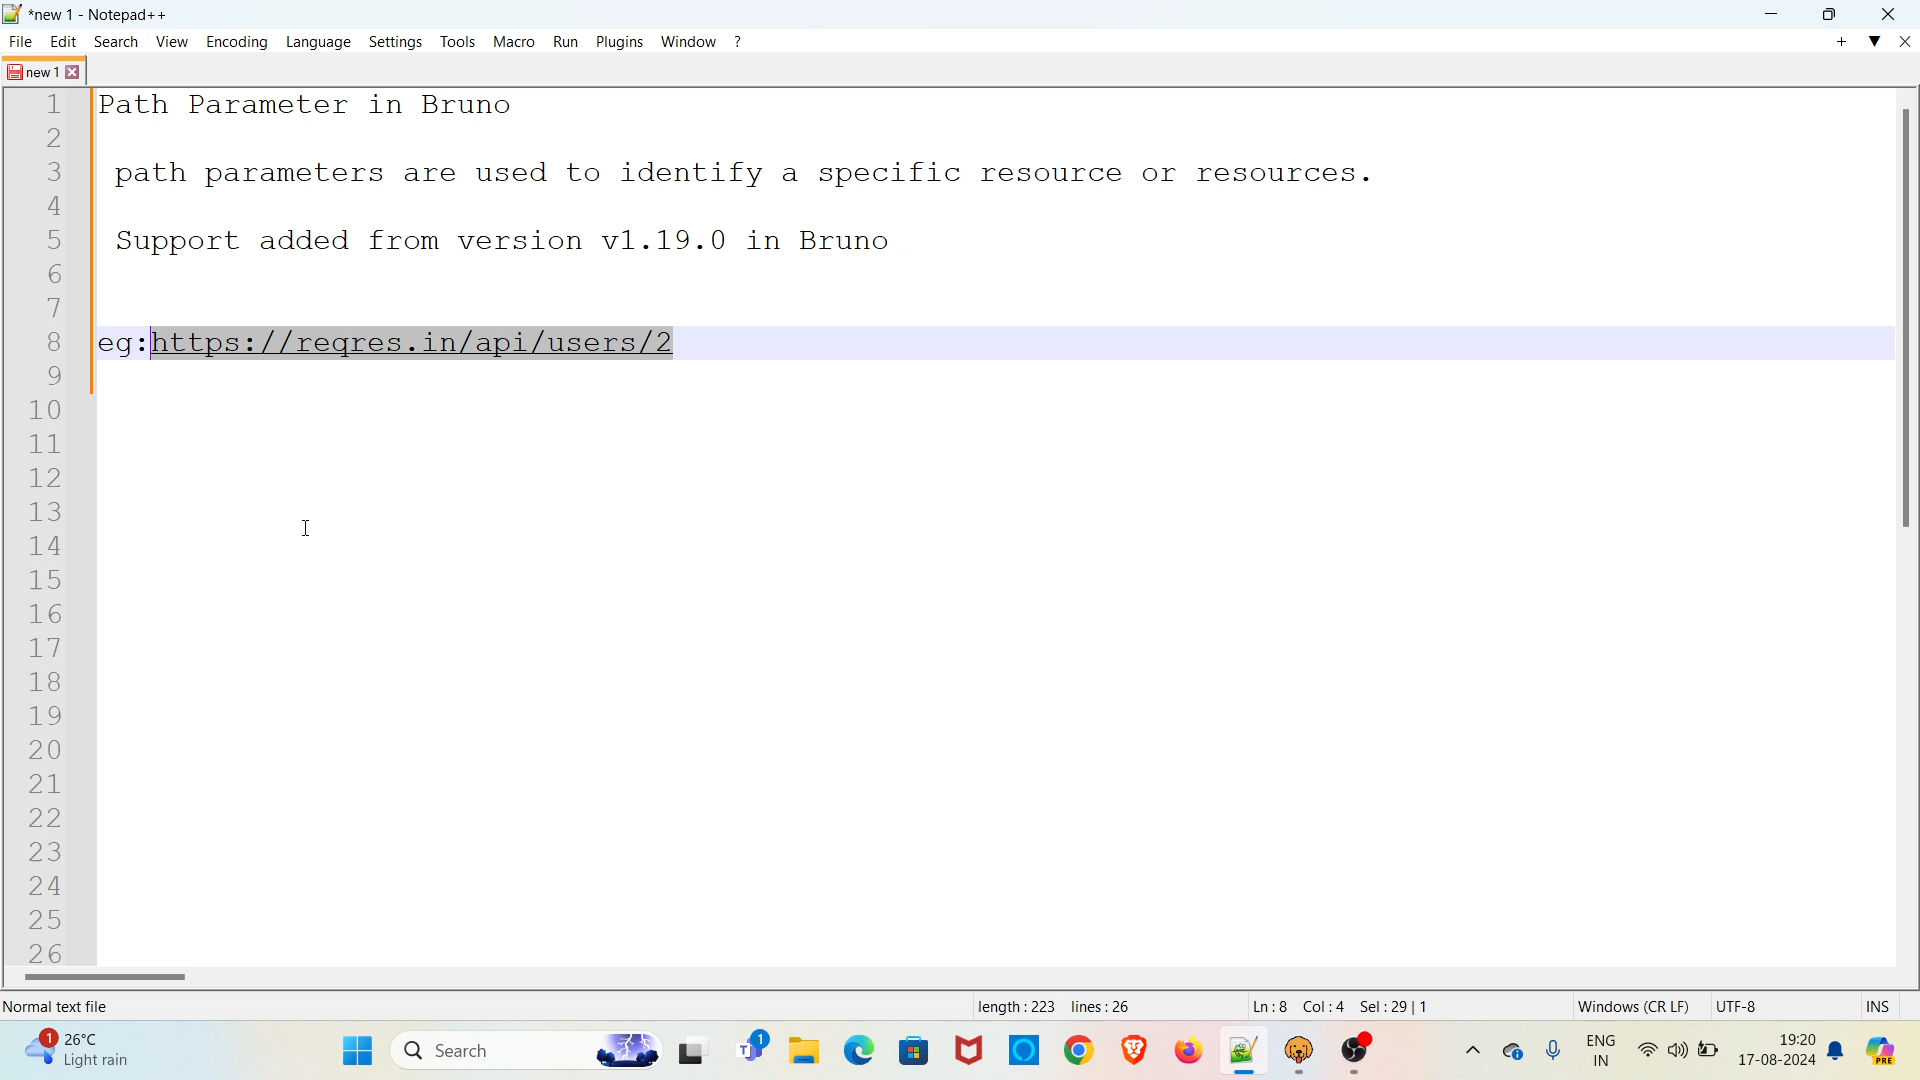 *new 1 - Notepad++
File Edit Search View Encoding Language Settings Tools Macro Run Plugins Window ?
new 1
1 Path Parameter in Bruno
2
3 path parameters are used to identify a specific resource or resources.
4
5 Support added from version v1.19.0 in Bruno
6
7
8 eg:https://reqres.in/api/users/2
9
10
11
12
13
14
15
16
17
18
19
20
21
22
23
24
25
26
Normal text file length : 223 lines : 26 Ln : 8 Col : 4 Sel : 29 | 1 Windows (CR LF) UTF-8 INS
1 26°C
Light rain
Search
1
ENG
IN
19:20
17-08-2024
PRE